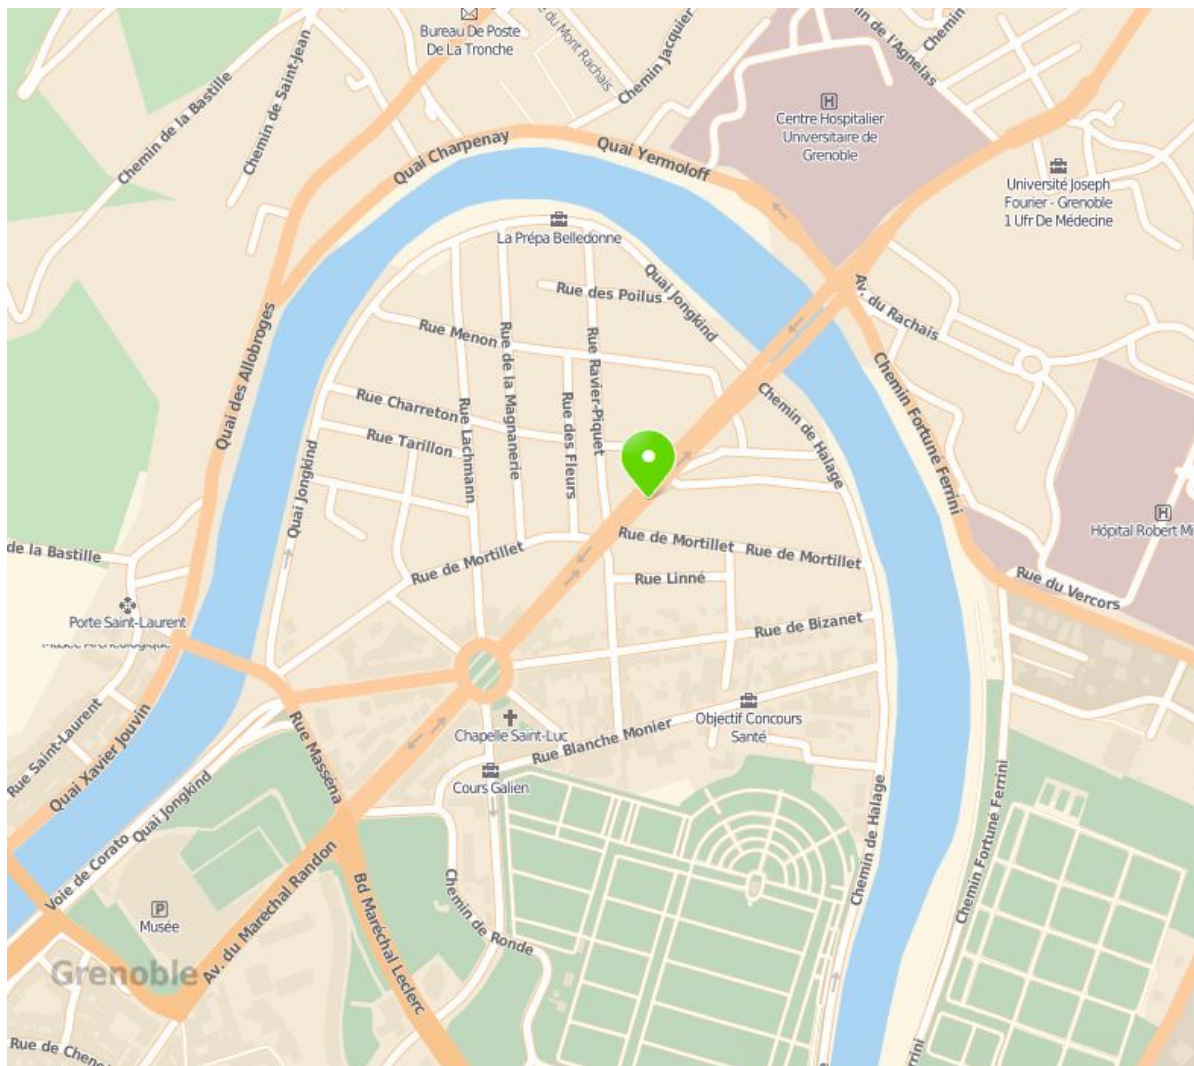 Bureau De Poste
De La Tronche
Chemin Jacquier
Chemin de la Bastille
Chemin de Saint-Jean
Centre Hospitalier
Universitaire de
Grenoble
Chemin
Quai Charpenay
Quai Yermoloff
Université Joseph
Fourier - Grenoble
1 Ufr De Médecine
La Prépa Belledonne
Quai Jongkind
Rue des Poilus
Av. du Rachais
Rue Menon
Rue de la Magnanerie
Rue Ravier-Piquet
Quai des Allobroges
Chemin Fortuné Ferrini
Rue Charreton
Rue Lachmann
Rue des Fleurs
Chemin de Halage
Rue Tarillon
Quai Jongkind
Hôpital Robert Mi
de la Bastille
Rue de Mortillet
Rue de Mortillet
Rue de Mortillet
Rue Linné
Rue du Vercors
Porte Saint-Laurent
Rue de Bizanet
Rue Saint-Laurent
Quai Xavier Jouvin
Rue Masséna
Chapelle Saint-Luc
Objectif Concours
Santé
Rue Blanche Monier
Cours Galien
Quai Jongkind
Chemin de Halage
Chemin Fortuné Ferrini
Voie de Corato
Av. du Maréchal Randon
Bd Maréchal Leclerc
Chemin de Ronde
P
Musée
Grenoble
Rue de Cheno
rrini